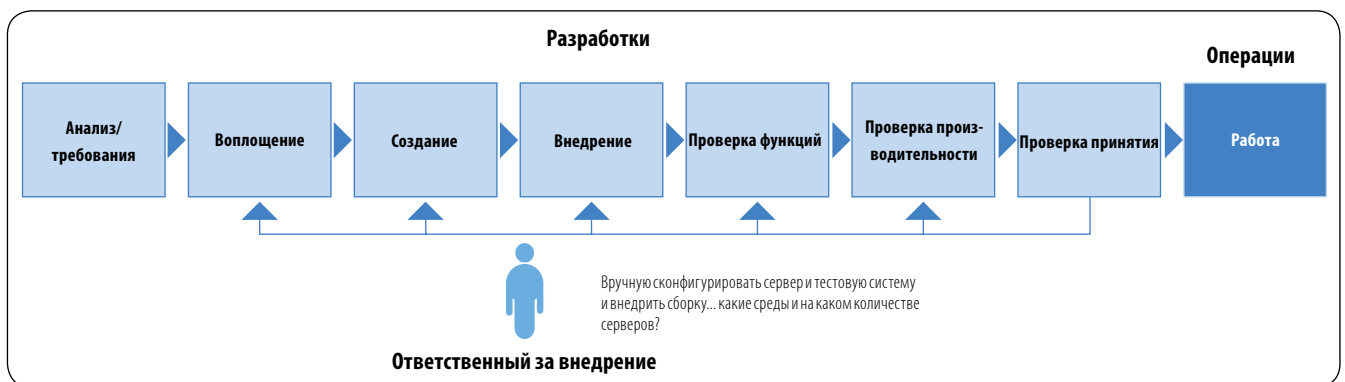 Разработки
Операции
Анализ/
требования
Воплощение
Создание
Внедрение
Проверка функций
Проверка произ-
водительности
Проверка принятия
Работа
Вручную сконфигурировать сервер и тестовую систему
и внедрить сборку... какие среды и на каком количестве
серверов?
Ответственный за внедрение